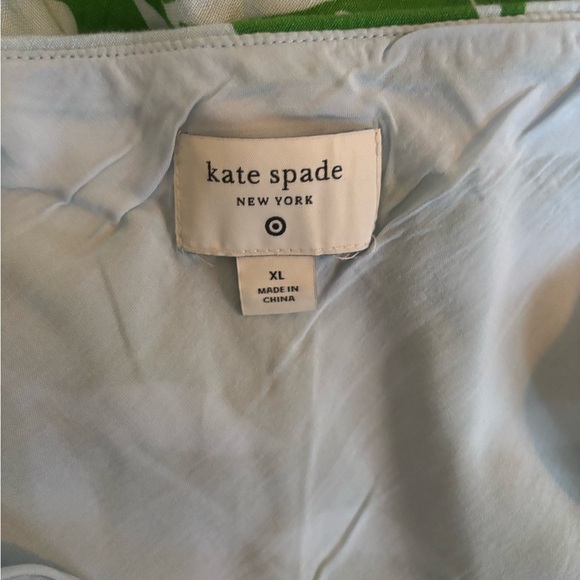 kate spade
NEW YORK
XL
MADE IN
CHINA